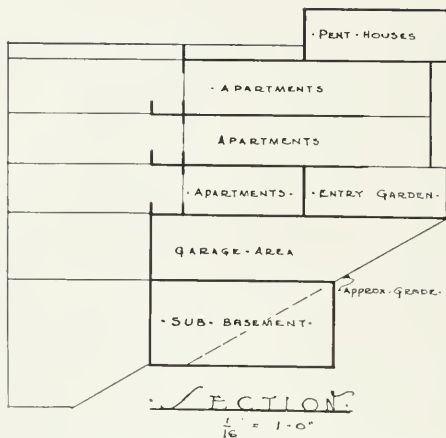 · PENT · HOUSES
· APARTMENTS
APARTMENTS
· APARTMENTS ·
· ENTRY GARDEN ·
GARAGE · AREA
APPROX · GRADE ·
· SUB · BASEMENT ·
· SECTION ·
1/16" = 1'-0"